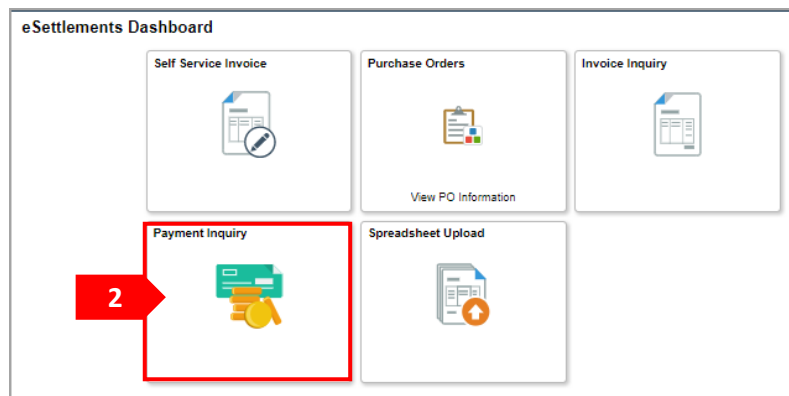 eSettlements Dashboard
Self Service Invoice
Purchase Orders
Invoice Inquiry
View PO Information
Payment Inquiry
Spreadsheet Upload
2